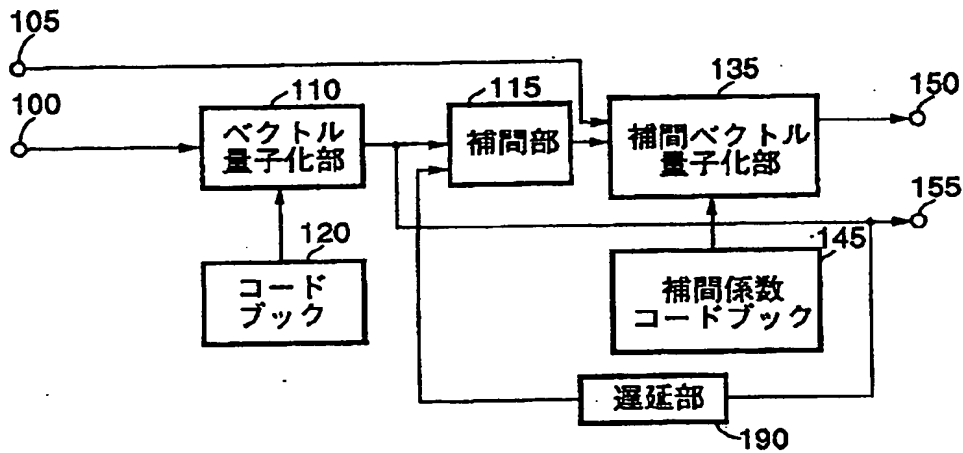 105
100
110
ベクトル
量子化部
115
補間部
135
補間ベクトル
量子化部
150
155
120
コード
ブック
145
補間係数
コードブック
遅延部
190